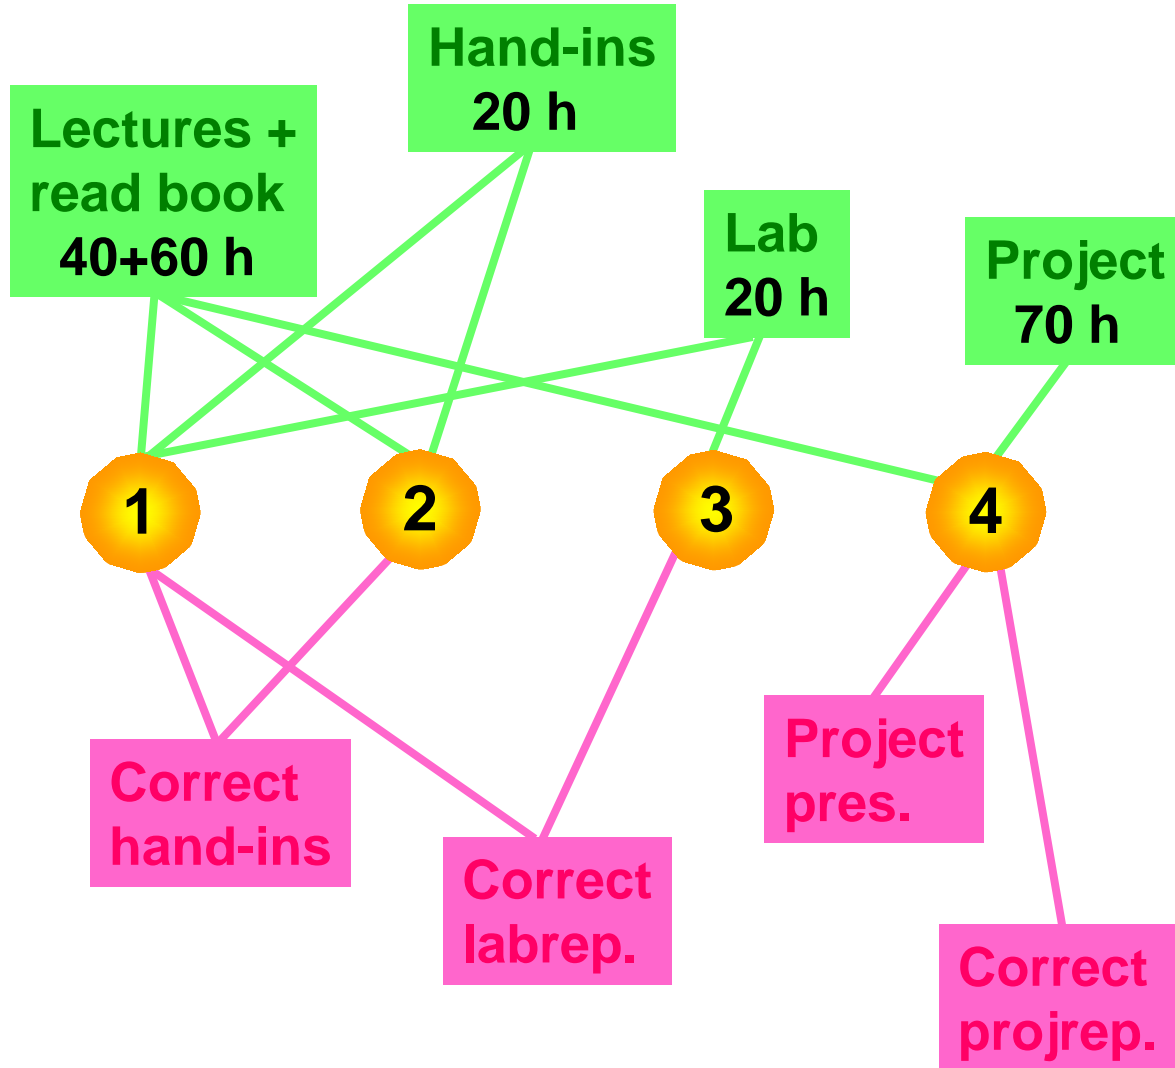 Hand-ins
20 h
Lectures +
read book
40+60 h
Lab
20 h
Project
70 h
1
2
3
4
Correct
hand-ins
Project
pres.
Correct
labrep.
Correct
projrep.